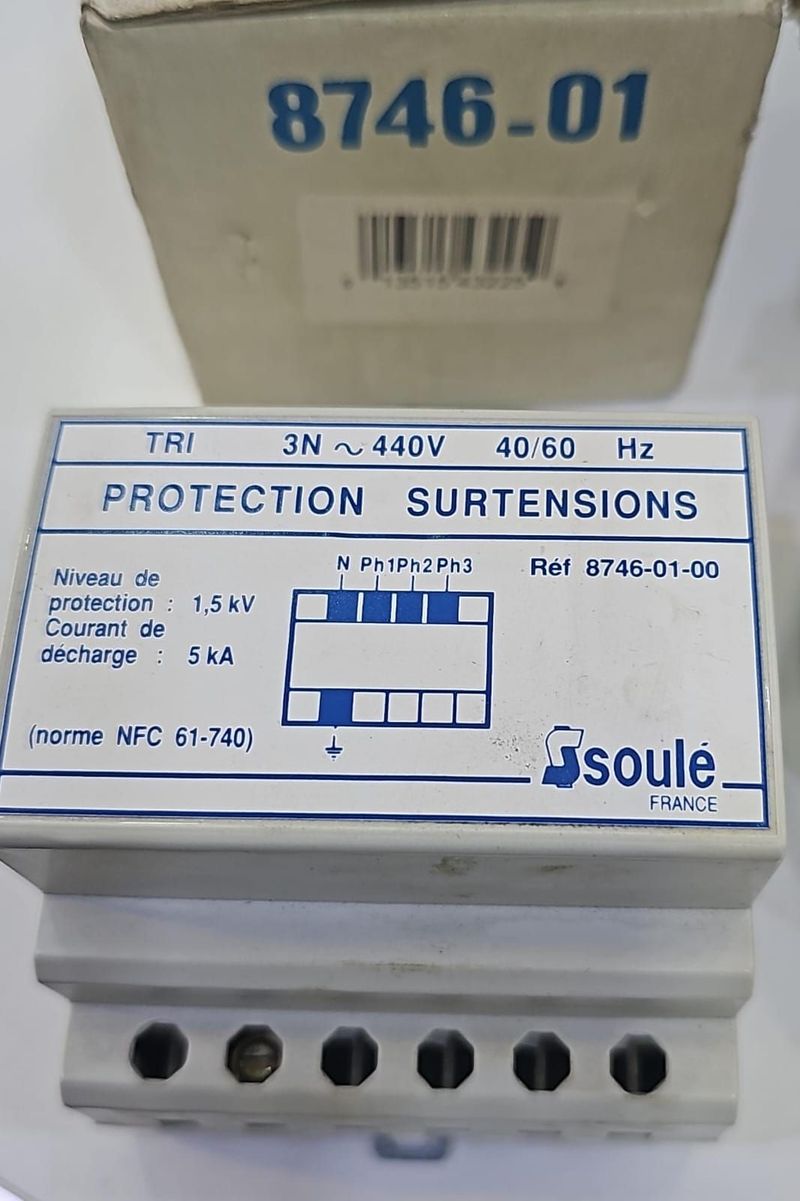 8746-01
TRI 3N ~ 440V 40/60 Hz
PROTECTION SURTENSIONS
N Ph1 Ph2 Ph3
Réf 8746-01-00
Niveau de
protection : 1,5 kV
Courant de
décharge : 5 kA
(norme NFC 61-740)
soulé
FRANCE